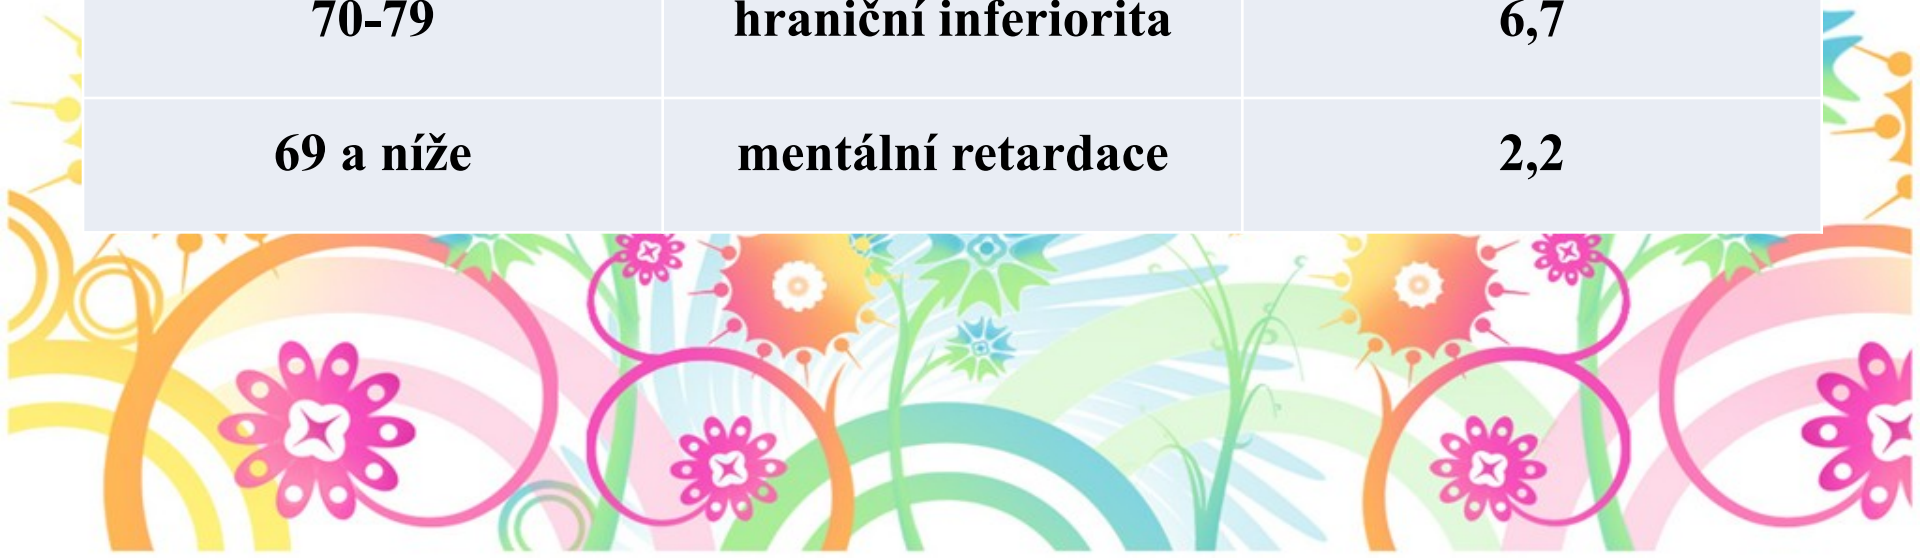 70-79 hraniční inferiorita 6,7
69 a níže mentální retardace 2,2